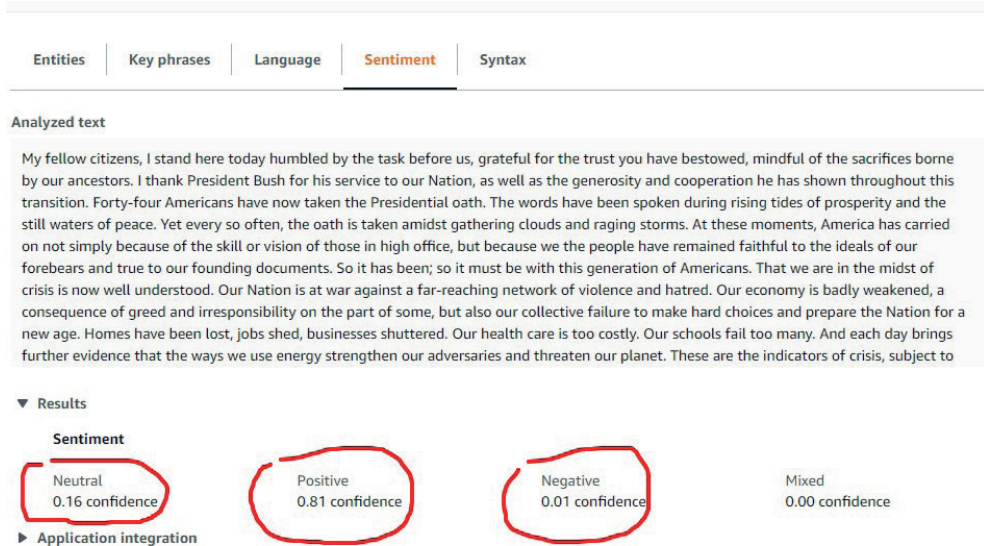 Entities Key phrases Language Sentiment Syntax
Analyzed text
My fellow citizens, I stand here today humbled by the task before us, grateful for the trust you have bestowed, mindful of the sacrifices borne
by our ancestors. I thank President Bush for his service to our Nation, as well as the generosity and cooperation he has shown throughout this
transition. Forty-four Americans have now taken the Presidential oath. The words have been spoken during rising tides of prosperity and the
still waters of peace. Yet every so often, the oath is taken amidst gathering clouds and raging storms. At these moments, America has carried
on not simply because of the skill or vision of those in high office, but because we the people have remained faithful to the ideals of our
forebears and true to our founding documents. So it has been; so it must be with this generation of Americans. That we are in the midst of
crisis is now well understood. Our Nation is at war against a far-reaching network of violence and hatred. Our economy is badly weakened, a
consequence of greed and irresponsibility on the part of some, but also our collective failure to make hard choices and prepare the Nation for a
new age. Homes have been lost, jobs shed, businesses shuttered. Our health care is too costly. Our schools fail too many. And each day brings
further evidence that the ways we use energy strengthen our adversaries and threaten our planet. These are the indicators of crisis, subject to
Results
Sentiment
Neutral Positive Negative Mixed
0.16 confidence 0.81 confidence 0.01 confidence 0.00 confidence
Application integration